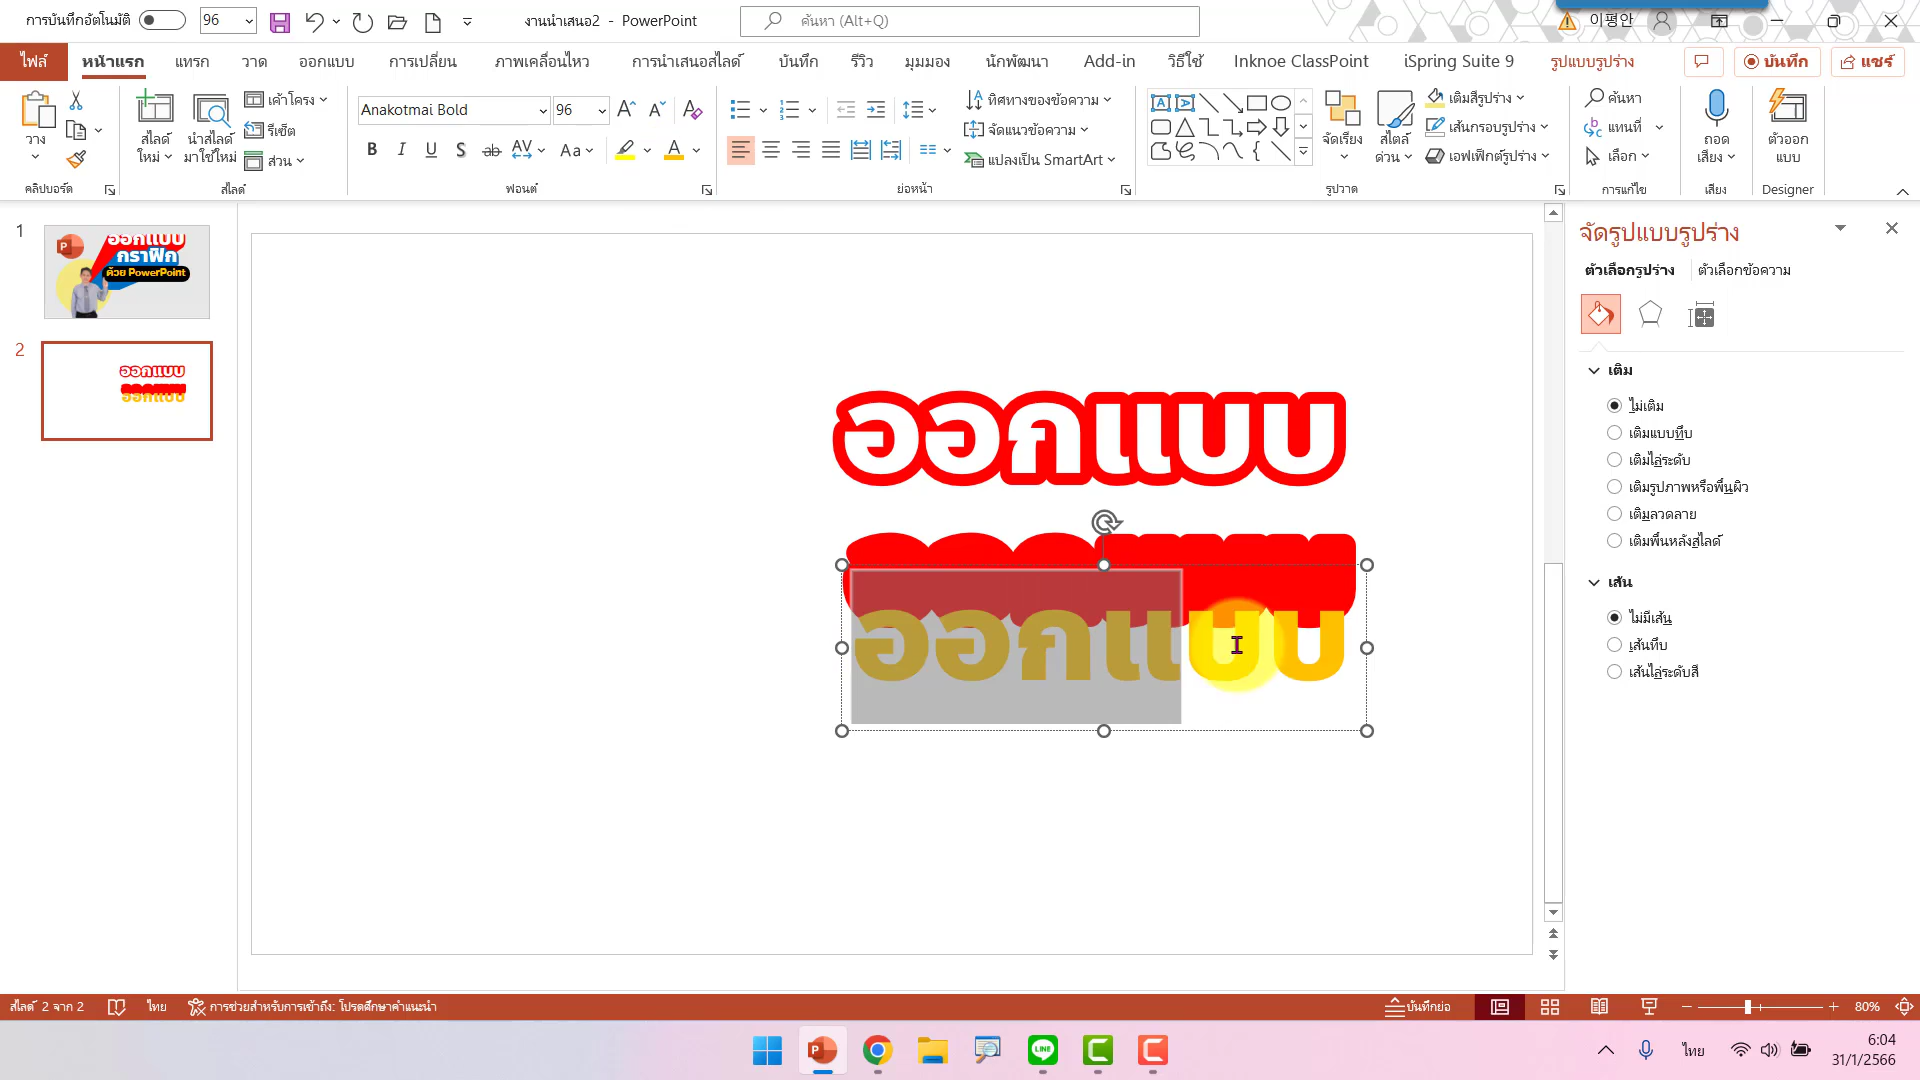 การบันทึกอัตโนมัติ
96
งานนำเสนอ2 - PowerPoint
ค้นหา (Alt+Q)
이평안
ไฟล์
หน้าแรก
แทรก
วาด
ออกแบบ
การเปลี่ยน
ภาพเคลื่อนไหว
การนำเสนอสไลด์
บันทึก
รีวิว
มุมมอง
นักพัฒนา
Add-in
วิธีใช้
Inknoe ClassPoint
iSpring Suite 9
รูปแบบรูปร่าง
บันทึก
แชร์
วาง
คลิปบอร์ด
สไลด์ใหม่
นำสไลด์มาใช้ใหม่
เค้าโครง
รีเซ็ต
ส่วน
สไลด์
Anakotmai Bold
96
ฟอนต์
ทิศทางของข้อความ
จัดแนวข้อความ
แปลงเป็น SmartArt
ย่อหน้า
จัดเรียง
สไตล์ด่วน
เติมสีรูปร่าง
เส้นกรอบรูปร่าง
เอฟเฟ็กต์รูปร่าง
รูปวาด
ค้นหา
แทนที่
เลือก
การแก้ไข
ถอดเสียง
เสียง
ตัวออกแบบ
Designer
1
ออกแบบ
กราฟิก
ด้วย PowerPoint
2
ออกแบบ
ออกแบบ
ออกแบบ
ออกแบบ
จัดรูปแบบรูปร่าง
ตัวเลือกรูปร่าง
ตัวเลือกข้อความ
เติม
ไม่เติม
เติมแบบทึบ
เติมไล่ระดับ
เติมรูปภาพหรือพื้นผิว
เติมลวดลาย
เติมพื้นหลังสไลด์
เส้น
ไม่มีเส้น
เส้นทึบ
เส้นไล่ระดับสี
สไลด์ 2 จาก 2
ไทย
การช่วยสำหรับการเข้าถึง: โปรดศึกษาคำแนะนำ
บันทึกย่อ
80%
ไทย
6:04
31/1/2566